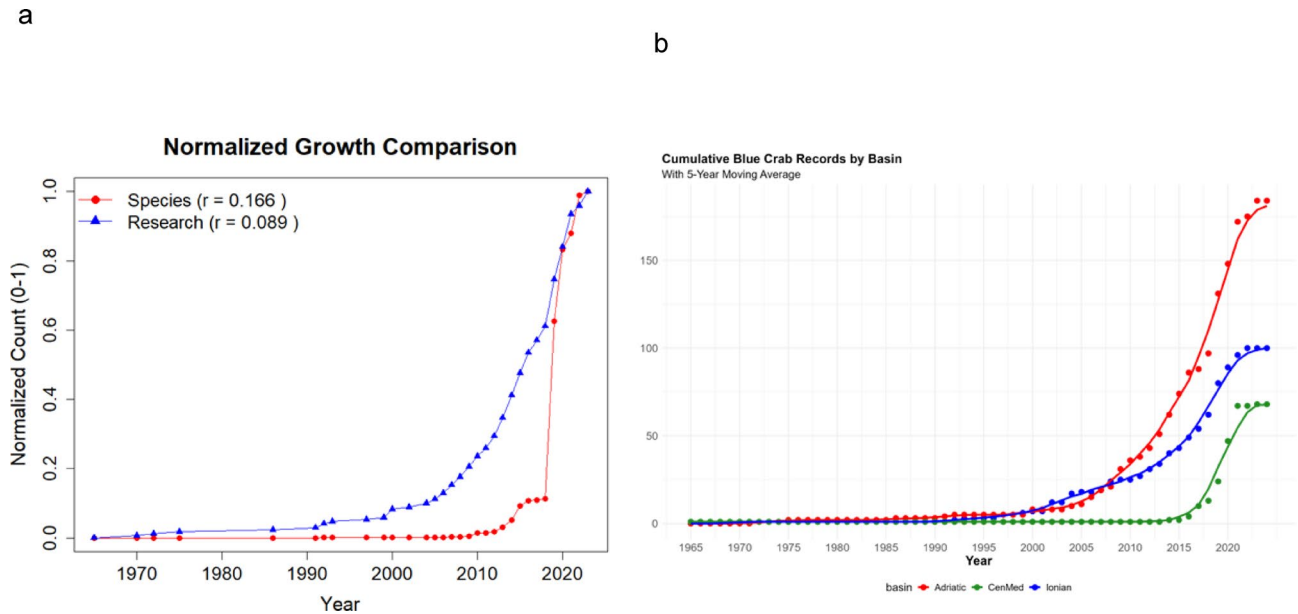 a
b
Normalized Growth Comparison
Species (r = 0.166 )
Research (r = 0.089 )
Normalized Count (0-1)
1.0
0.8
0.6
0.4
0.2
0.0
1970 1980 1990 2000 2010 2020
Year
Cumulative Blue Crab Records by Basin
With 5-Year Moving Average
150
100
50
0
1965 1970 1975 1980 1985 1990 1995 2000 2005 2010 2015 2020
Year
basin Adriatic CenMed Ionian